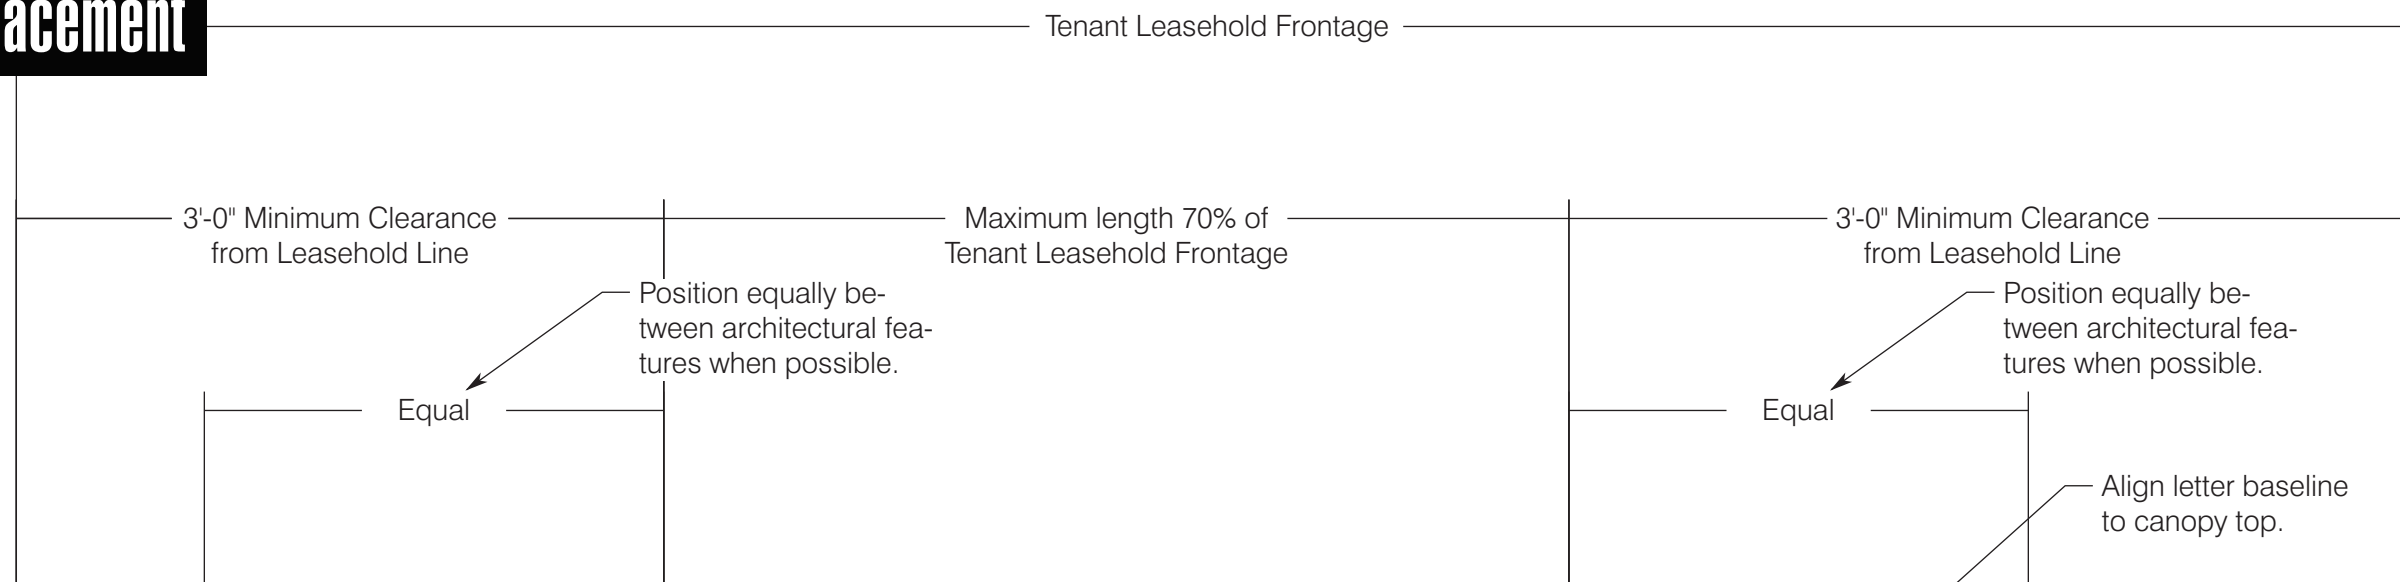 acement
Tenant Leasehold Frontage
3'-0" Minimum Clearance
from Leasehold Line
Maximum length 70% of
Tenant Leasehold Frontage
3'-0" Minimum Clearance
from Leasehold Line
Position equally be-
tween architectural fea-
tures when possible.
Position equally be-
tween architectural fea-
tures when possible.
Equal
Equal
Align letter baseline
to canopy top.